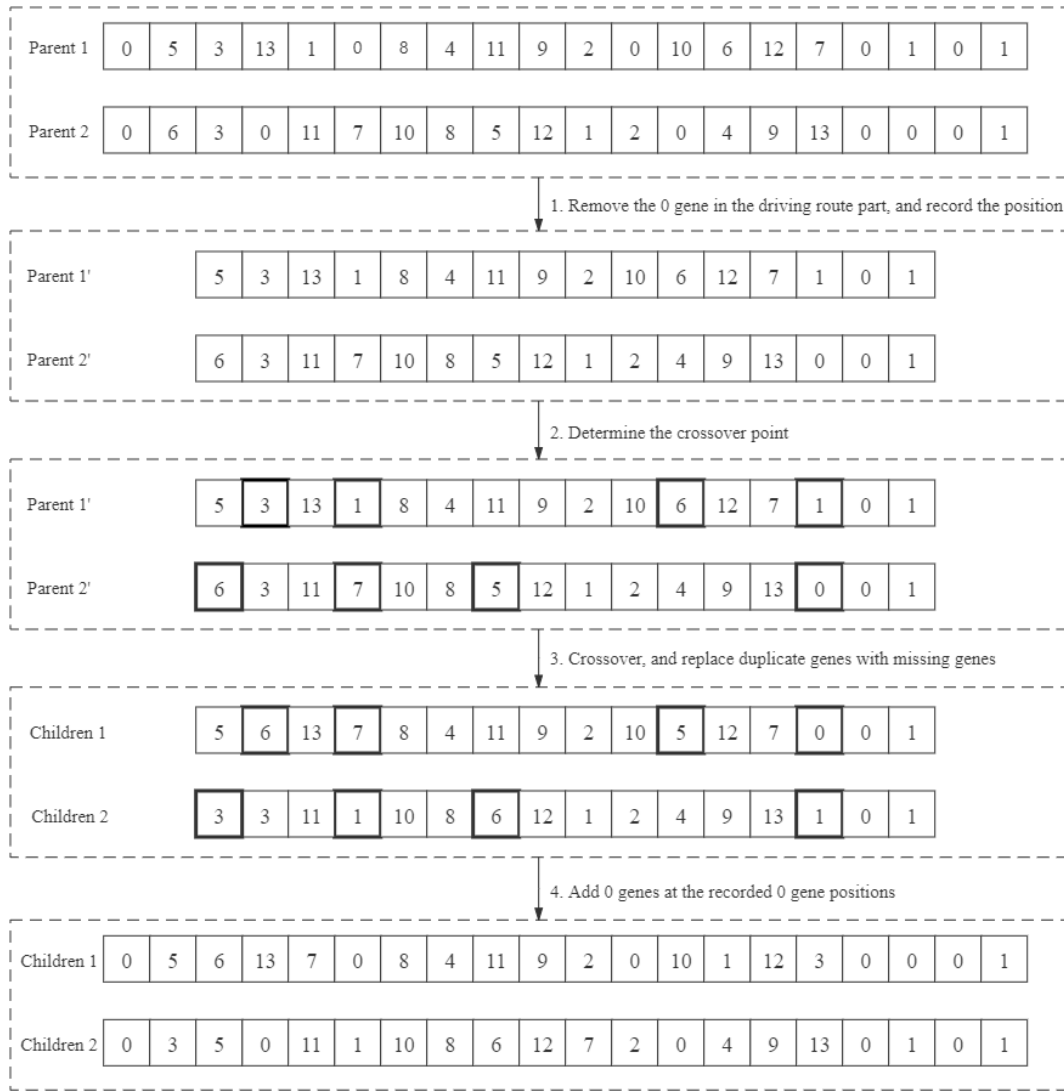 Parent 1 0 5 3 13 1 0 8 4 11 9 2 0 10 6 12 7 0 1 0 1
Parent 2 0 6 3 0 11 7 10 8 5 12 1 2 0 4 9 13 0 0 0 1
1. Remove the 0 gene in the driving route part, and record the position
Parent 1' 5 3 13 1 8 4 11 9 2 10 6 12 7 1 0 1
Parent 2' 6 3 11 7 10 8 5 12 1 2 4 9 13 0 0 1
2. Determine the crossover point
Parent 1' 5 3 13 1 8 4 11 9 2 10 6 12 7 1 0 1
Parent 2' 6 3 11 7 10 8 5 12 1 2 4 9 13 0 0 1
3. Crossover, and replace duplicate genes with missing genes
Children 1 5 6 13 7 8 4 11 9 2 10 5 12 7 0 0 1
Children 2 3 3 11 1 10 8 6 12 1 2 4 9 13 1 0 1
4. Add 0 genes at the recorded 0 gene positions
Children 1 0 5 6 13 7 0 8 4 11 9 2 0 10 1 12 3 0 0 0 1
Children 2 0 3 5 0 11 1 10 8 6 12 7 2 0 4 9 13 0 1 0 1